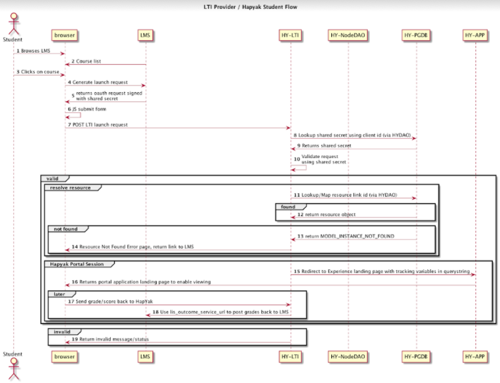 LTI Provider / Hapyak Student Flow
Student
browser
LMS
HY-LTI
HY-NodeDAO
HY-PGDB
HY-APP
1 Browses LMS
2 Course list
3 Clicks on course
4 Generate launch request
5 returns oauth request signed
with shared secret
6 JS submit form
7 POST LTI launch request
8 Lookup shared secret using client id (via HYDAO)
9 Returns shared secret
10 Validate request
using shared secret
valid
resolve resource
11 Lookup/Map resource link id (via HYDAO)
found
12 return resource object
not found
13 return MODEL_INSTANCE_NOT_FOUND
14 Resource Not Found Error page, return link to LMS
Hapyak Portal Session
15 Redirect to Experience landing page with tracking variables in querystring
16 Returns portal application landing page to enable viewing
later
17 Send grade/score back to HapYak
18 Use lis_outcome_service_url to post grades back to LMS
invalid
19 Return invalid message/status
Student
browser
LMS
HY-LTI
HY-NodeDAO
HY-PGDB
HY-APP